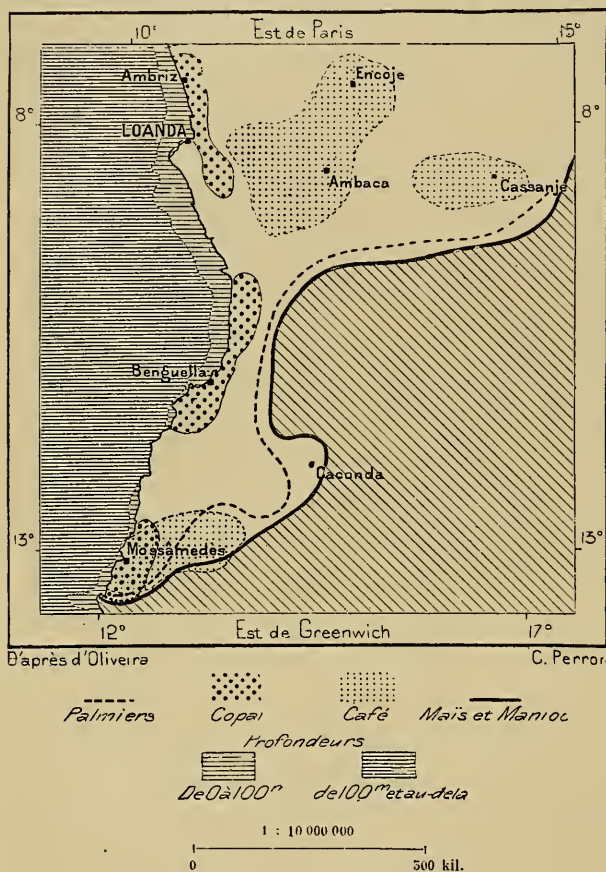 10° Est de Paris 15°
Ambriz
Encoje
8° 8°
LOANDA
Ambaca
Cassanje
Benguella
Caconda
13° 13°
Mossamedes
12° Est de Greenwich 17°
D'après d'Oliveira C. Perron
Palmiers Copal Café Maïs et Manioc
Profondeurs
De 0 à 100m de 100m et au-dela
1 : 10 000 000
0 500 kil.